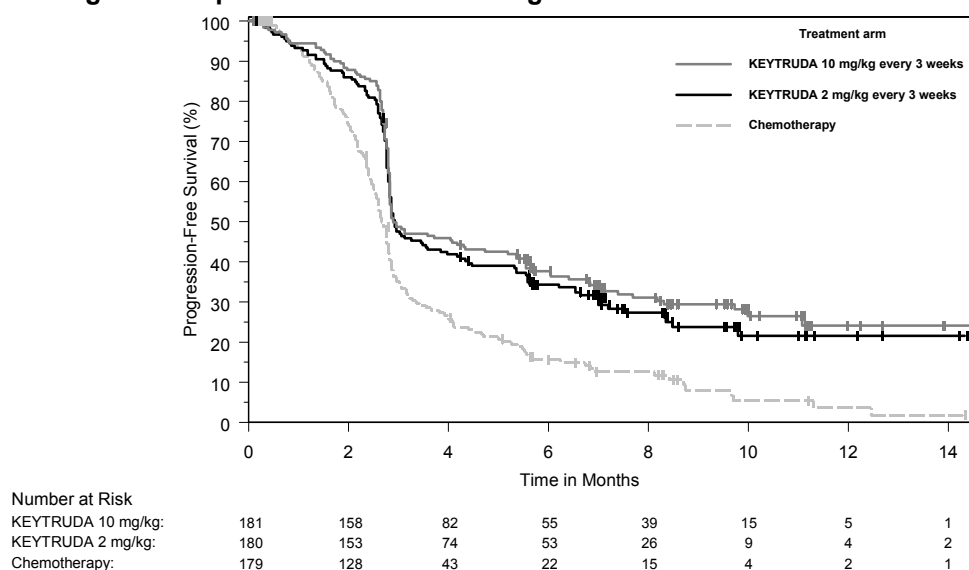 Treatment arm
KEYTRUDA 10 mg/kg every 3 weeks
KEYTRUDA 2 mg/kg every 3 weeks
Chemotherapy
Progression-Free Survival (%)
100
90
80
70
60
50
40
30
20
10
0
0 2 4 6 8 10 12 14
Time in Months
Number at Risk
KEYTRUDA 10 mg/kg: 181 158 82 55 39 15 5 1
KEYTRUDA 2 mg/kg: 180 153 74 53 26 9 4 2
Chemotherapy: 179 128 43 22 15 4 2 1